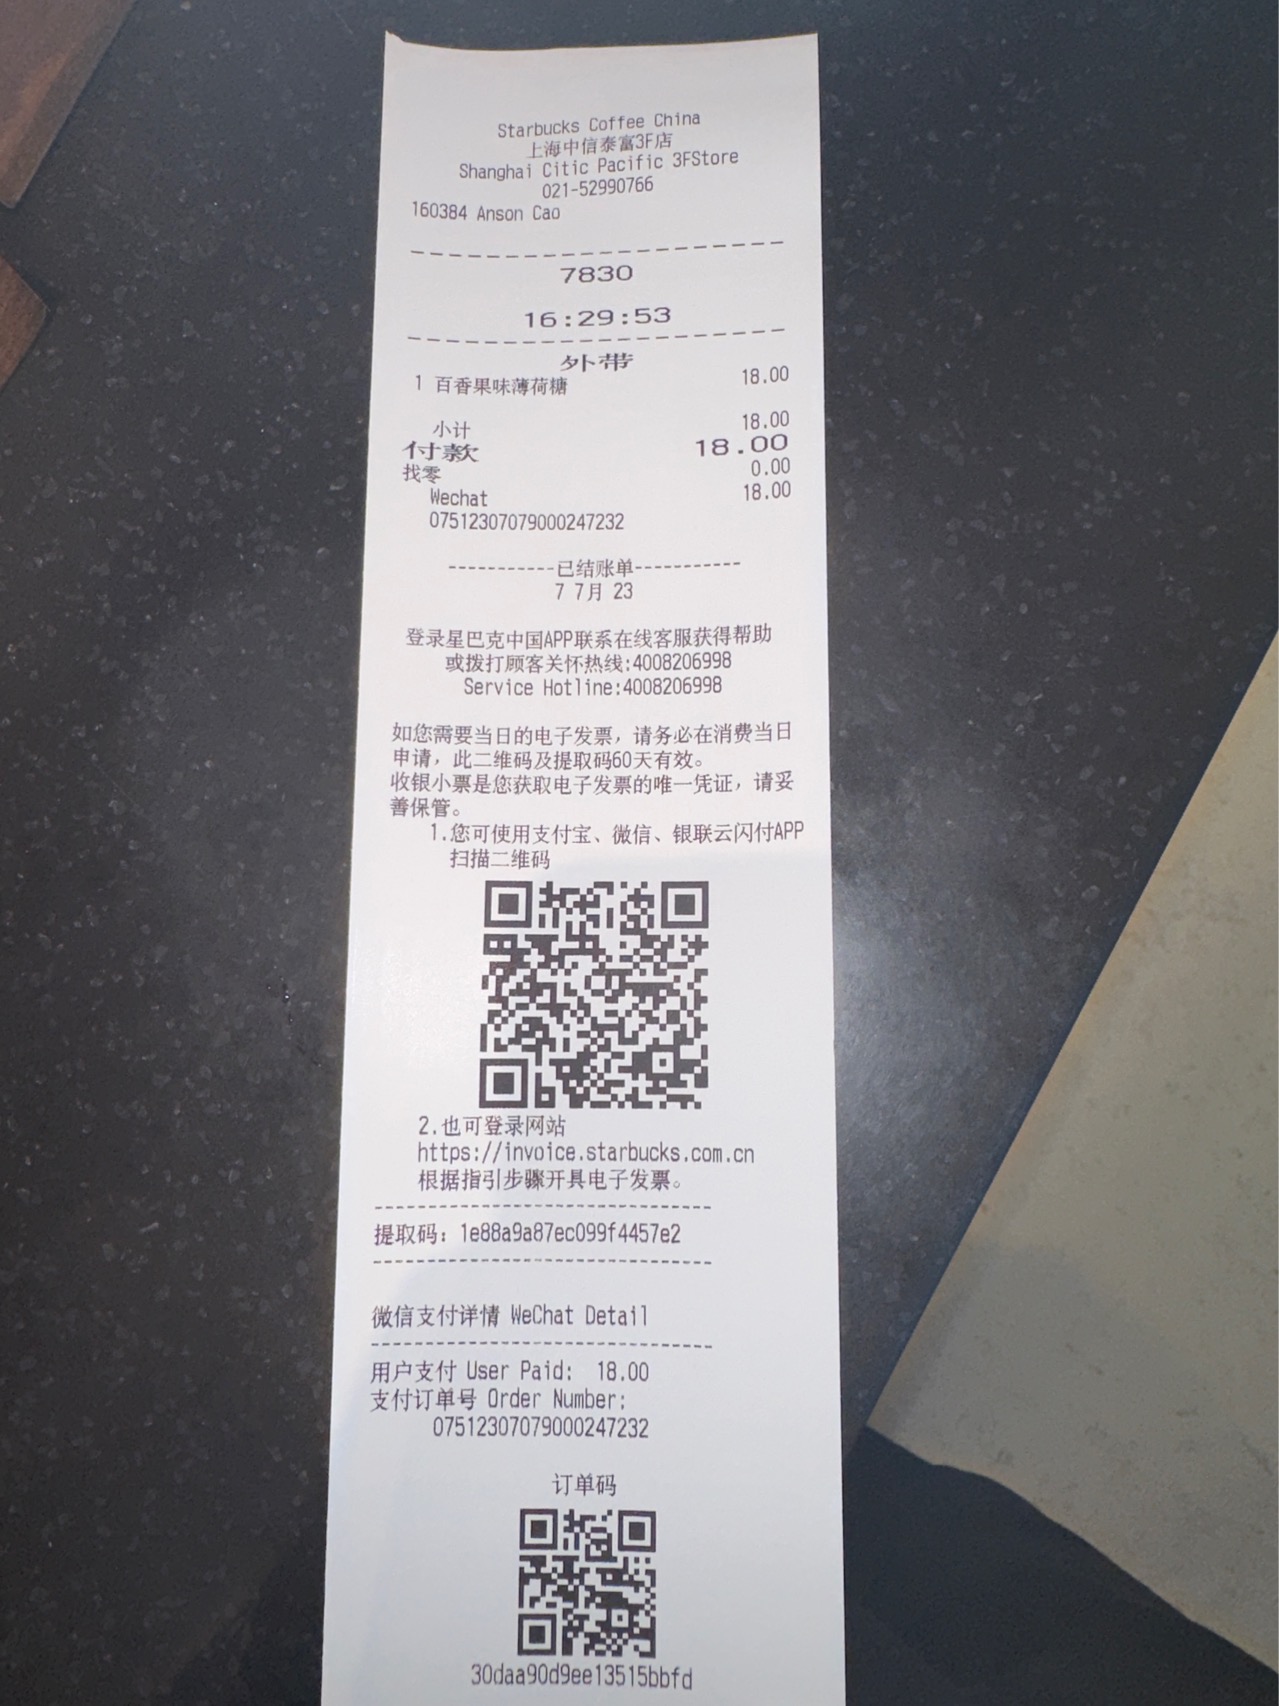 Starbucks Coffee China
上海中信泰富3F店
Shanghai Citic Pacific 3FStore
021-52990766
160384 Anson Cao
7830
16:29:53
外带
1 百香果味薄荷糖 18.00
小计 18.00
付款 18.00
找零 0.00
Wechat 18.00
07512307079000247232
-----------已结账单-----------
7 7月 23
登录星巴克中国APP联系在线客服获得帮助
或拨打顾客关怀热线:4008206998
Service Hotline:4008206998
如您需要当日的电子发票，请务必在消费当日
申请，此二维码及提取码60天有效。
收银小票是您获取电子发票的唯一凭证，请妥
善保管。
1.您可使用支付宝、微信、银联云闪付APP
扫描二维码
2.也可登录网站
https://invoice.starbucks.com.cn
根据指引步骤开具电子发票。
提取码：1e88a9a87ec099f4457e2
微信支付详情 WeChat Detail
用户支付 User Paid: 18.00
支付订单号 Order Number:
07512307079000247232
订单码
30daa90d9ee13515bbfd